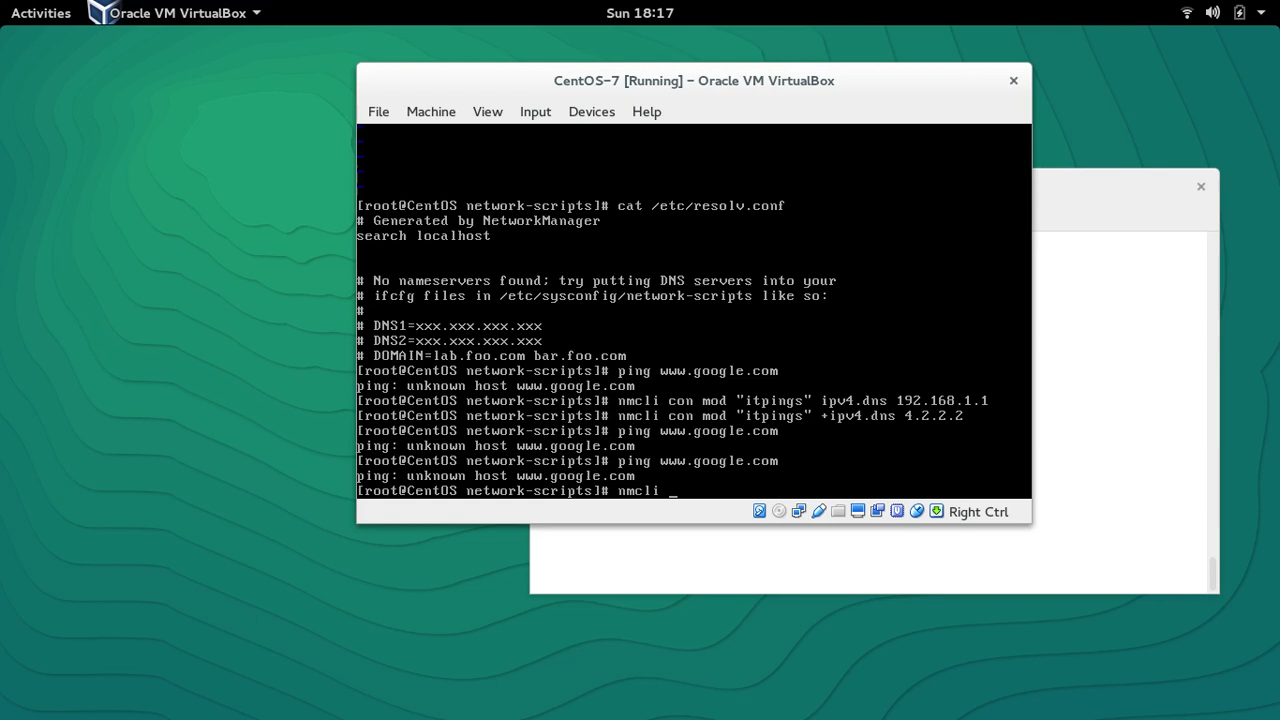 Activities
Oracle VM VirtualBox
Sun 18:17
CentOS-7 [Running] – Oracle VM VirtualBox
File Machine View Input Devices Help
~
~
~
~
~
[root@CentOS network-scripts]# cat /etc/resolv.conf
# Generated by NetworkManager
search localhost
# No nameservers found; try putting DNS servers into your
# ifcfg files in /etc/sysconfig/network-scripts like so:
#
# DNS1=xxx.xxx.xxx.xxx
# DNS2=xxx.xxx.xxx.xxx
# DOMAIN=lab.foo.com bar.foo.com
[root@CentOS network-scripts]# ping www.google.com
ping: unknown host www.google.com
[root@CentOS network-scripts]# nmcli con mod "itpings" ipv4.dns 192.168.1.1
[root@CentOS network-scripts]# nmcli con mod "itpings" +ipv4.dns 4.2.2.2
[root@CentOS network-scripts]# ping www.google.com
ping: unknown host www.google.com
[root@CentOS network-scripts]# ping www.google.com
ping: unknown host www.google.com
[root@CentOS network-scripts]# nmcli _
Right Ctrl